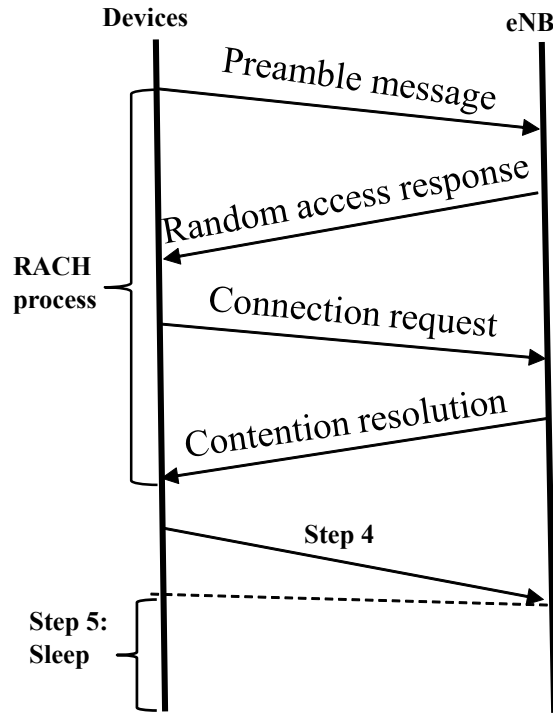 Devices
eNB
Preamble message
Random access response
RACH
process
Connection request
Contention resolution
Step 4
Step 5:
Sleep